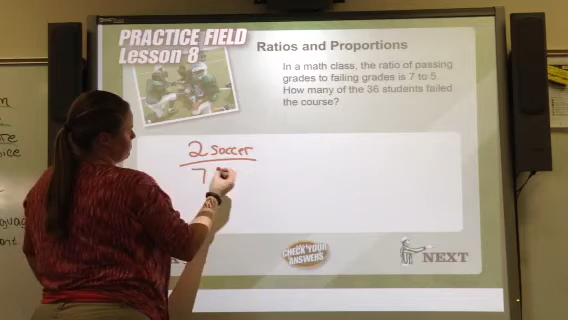 PRACTICE FIELD
Lesson 8
Ratios and Proportions
In a math class, the ratio of passing
grades to failing grades is 7 to 5.
How many of the 36 students failed
the course?
2 soccer
7
CHECK YOUR
ANSWERS
NEXT